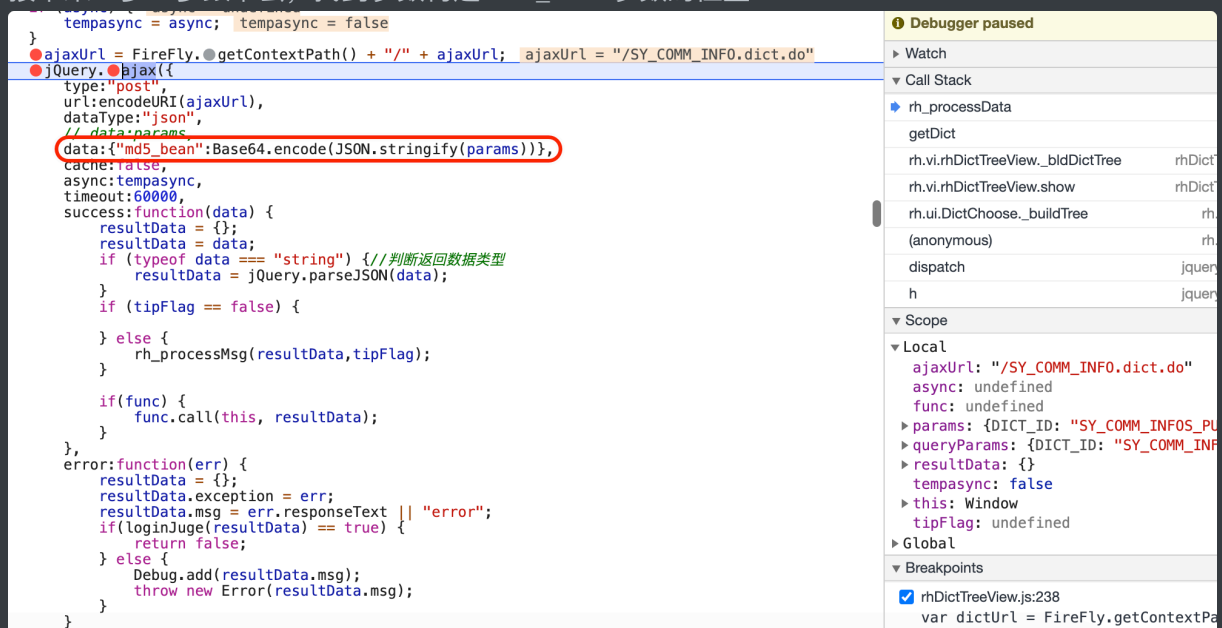 tempasync = async; tempasync = false
}
ajaxUrl = FireFly.getContextPath() + "/" + ajaxUrl; ajaxUrl = "/SY_COMM_INFO.dict.do"
jQuery.ajax({
type:"post",
url:encodeURI(ajaxUrl),
dataType:"json",
// data:params,
data:{"md5_bean":Base64.encode(JSON.stringify(params))},
cache:false,
async:tempasync,
timeout:60000,
success:function(data) {
resultData = {};
resultData = data;
if (typeof data === "string") {//判断返回数据类型
resultData = jQuery.parseJSON(data);
}
if (tipFlag == false) {
} else {
rh_processMsg(resultData,tipFlag);
}
if(func) {
func.call(this, resultData);
}
},
error:function(err) {
resultData = {};
resultData.exception = err;
resultData.msg = err.responseText || "error";
if(loginJuge(resultData) == true) {
return false;
} else {
Debug.add(resultData.msg);
throw new Error(resultData.msg);
}
}
Debugger paused
Watch
Call Stack
rh_processData
getDict
rh.vi.rhDictTreeView._bldDictTree rhDictT
rh.vi.rhDictTreeView.show rhDictT
rh.ui.DictChoose._buildTree rh.
(anonymous) rh.
dispatch jquery
h jquery
Scope
Local
ajaxUrl: "/SY_COMM_INFO.dict.do"
async: undefined
func: undefined
params: {DICT_ID: "SY_COMM_INFOS_PU
queryParams: {DICT_ID: "SY_COMM_INF
resultData: {}
tempasync: false
this: Window
tipFlag: undefined
Global
Breakpoints
rhDictTreeView.js:238
var dictUrl = FireFly.getContextPa